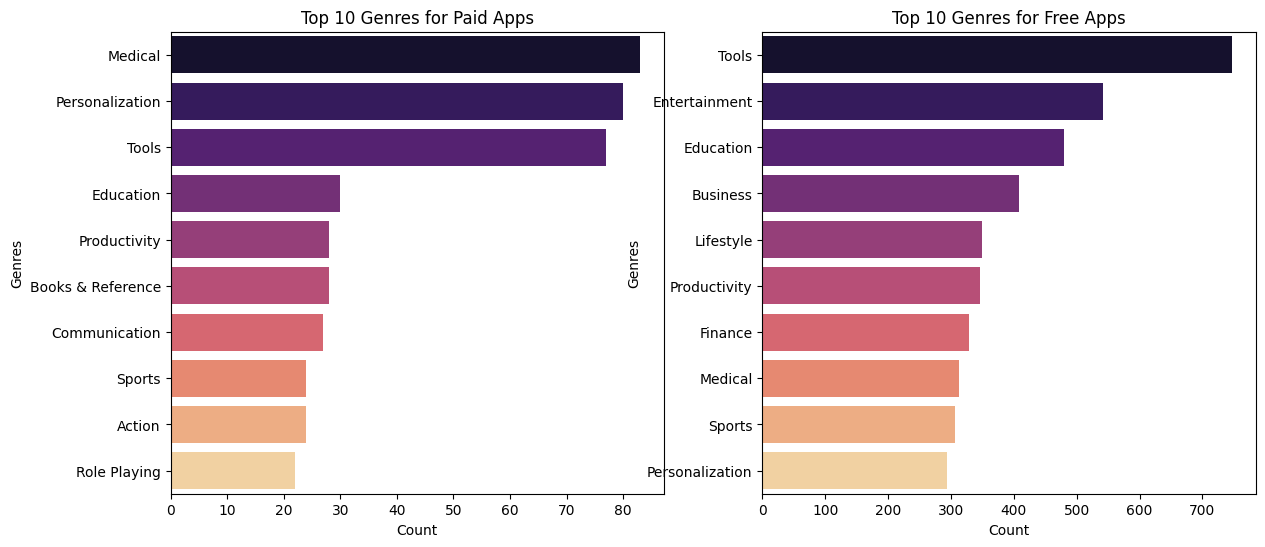 Top 10 Genres for Paid Apps
Genres
Medical
Personalization
Tools
Education
Productivity
Books & Reference
Communication
Sports
Action
Role Playing
0 10 20 30 40 50 60 70 80
Count
Top 10 Genres for Free Apps
Genres
Tools
Entertainment
Education
Business
Lifestyle
Productivity
Finance
Medical
Sports
Personalization
0 100 200 300 400 500 600 700
Count